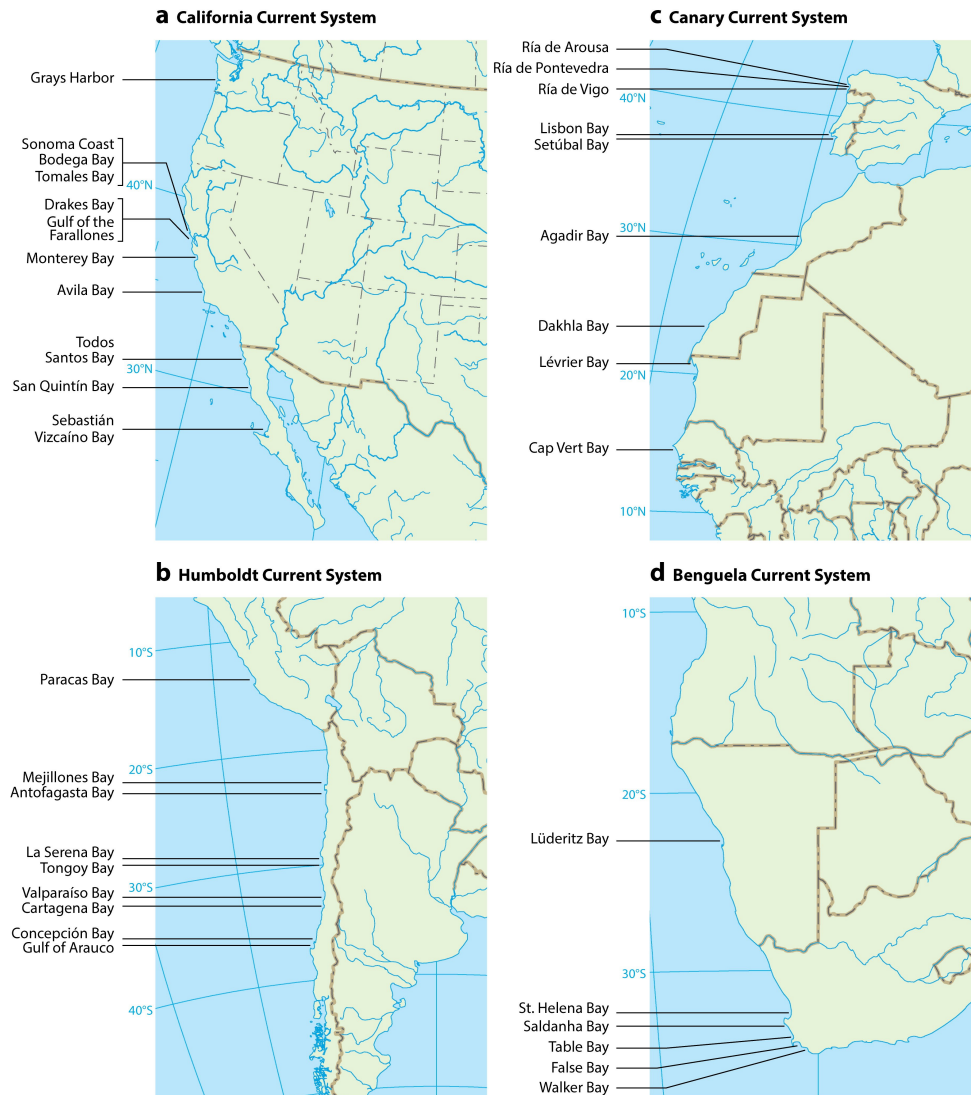 a California Current System
Grays Harbor
Sonoma Coast
Bodega Bay
Tomales Bay
40°N
Drakes Bay
Gulf of the
Farallones
Monterey Bay
Avila Bay
Todos
Santos Bay
30°N
San Quintín Bay
Sebastián
Vizcaíno Bay
c Canary Current System
Ría de Arousa
Ría de Pontevedra
Ría de Vigo
40°N
Lisbon Bay
Setúbal Bay
30°N
Agadir Bay
Dakhla Bay
Lévrier Bay
20°N
Cap Vert Bay
10°N
b Humboldt Current System
10°S
Paracas Bay
20°S
Mejillones Bay
Antofagasta Bay
La Serena Bay
Tongoy Bay
30°S
Valparaíso Bay
Cartagena Bay
Concepción Bay
Gulf of Arauco
40°S
d Benguela Current System
10°S
20°S
Lüderitz Bay
30°S
St. Helena Bay
Saldanha Bay
Table Bay
False Bay
Walker Bay